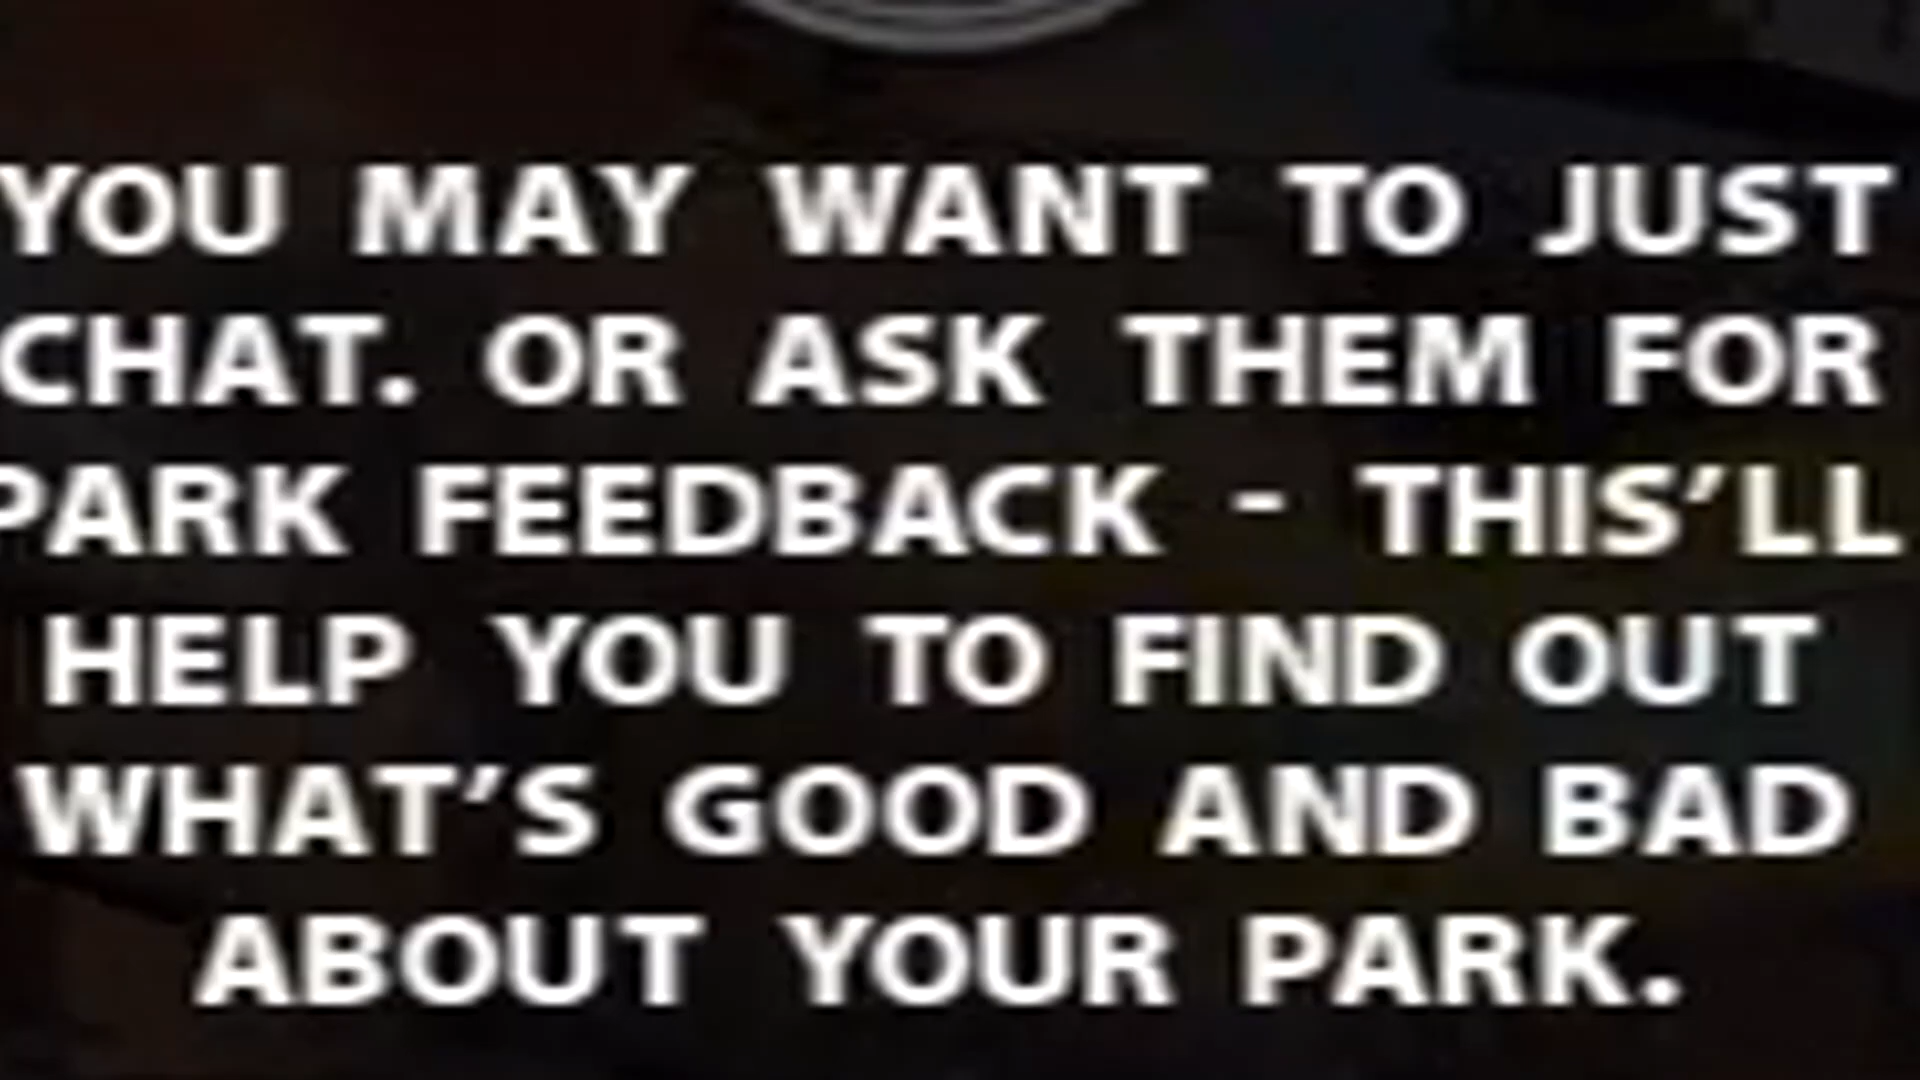 YOU MAY WANT TO JUST
CHAT. OR ASK THEM FOR
PARK FEEDBACK - THIS'LL
HELP YOU TO FIND OUT
WHAT'S GOOD AND BAD
ABOUT YOUR PARK.